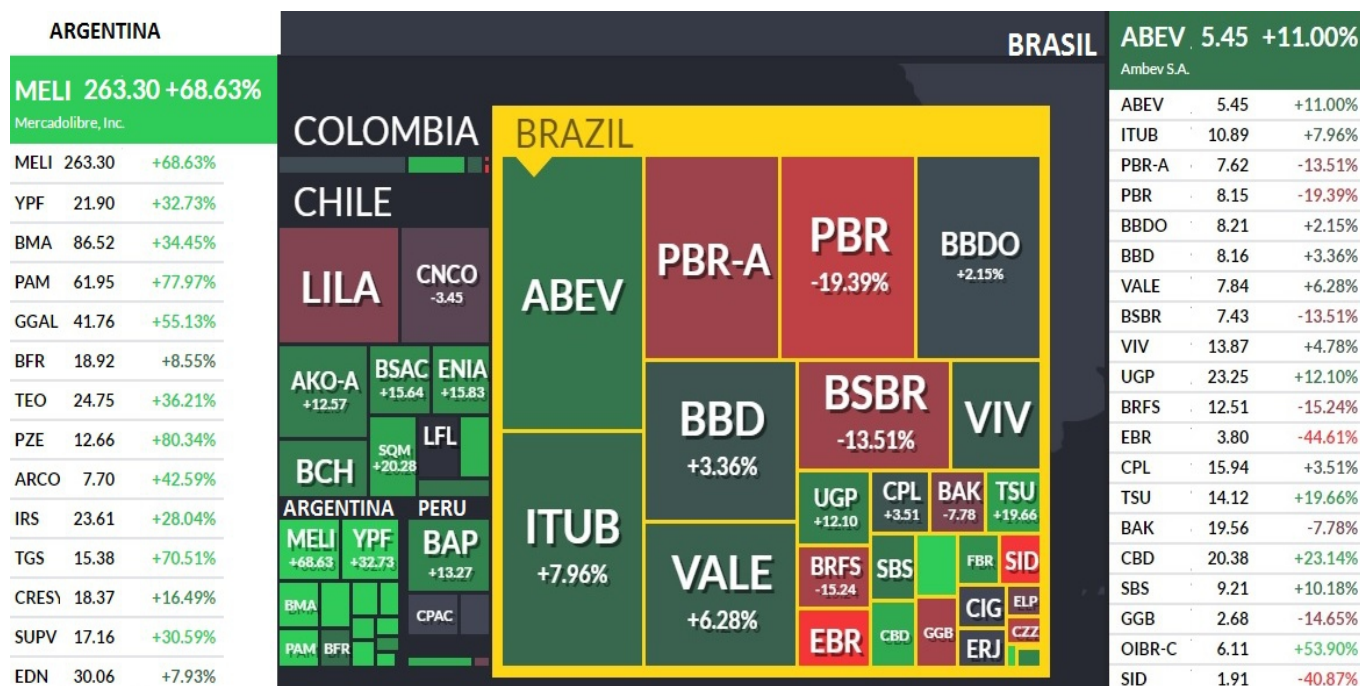 ARGENTINA
MELI 263.30 +68.63%
Mercadolibre, Inc.
MELI 263.30 +68.63%
YPF 21.90 +32.73%
BMA 86.52 +34.45%
PAM 61.95 +77.97%
GGAL 41.76 +55.13%
BFR 18.92 +8.55%
TEO 24.75 +36.21%
PZE 12.66 +80.34%
ARCO 7.70 +42.59%
IRS 23.61 +28.04%
TGS 15.38 +70.51%
CRESY 18.37 +16.49%
SUPV 17.16 +30.59%
EDN 30.06 +7.93%
BRASIL
COLOMBIA
CHILE
LILA
CNCO
-3.45
AKO-A
+12.57
BSAC
+15.64
ENIA
+15.83
BCH
SQM
+20.28
LFL
ARGENTINA
MELI
+68.63
YPF
+32.73
BMA
PAM
BFR
PERU
BAP
+13.27
CPAC
BRAZIL
ABEV
PBR-A
PBR
-19.39%
BBDO
+2.15%
ITUB
+7.96%
BBD
+3.36%
VALE
+6.28%
BSBR
-13.51%
VIV
UGP
+12.10
CPL
+3.51
BAK
-7.78
TSU
+19.66
BRFS
-15.24
SBS
FBR
SID
EBR
CBD
GGB
CIG
ELP
ERJ
CZZ
ABEV 5.45 +11.00%
Ambev S.A.
ABEV 5.45 +11.00%
ITUB 10.89 +7.96%
PBR-A 7.62 -13.51%
PBR 8.15 -19.39%
BBDO 8.21 +2.15%
BBD 8.16 +3.36%
VALE 7.84 +6.28%
BSBR 7.43 -13.51%
VIV 13.87 +4.78%
UGP 23.25 +12.10%
BRFS 12.51 -15.24%
EBR 3.80 -44.61%
CPL 15.94 +3.51%
TSU 14.12 +19.66%
BAK 19.56 -7.78%
CBD 20.38 +23.14%
SBS 9.21 +10.18%
GGB 2.68 -14.65%
OIBR-C 6.11 +53.90%
SID 1.91 -40.87%